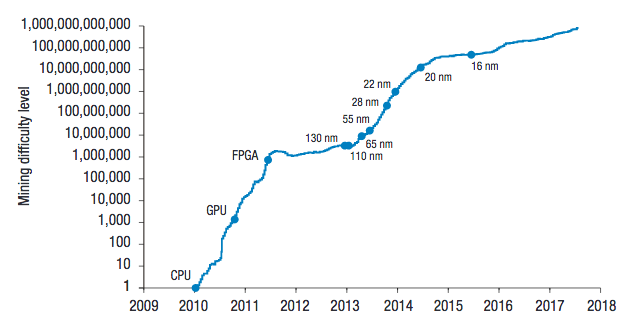 Mining difficulty level
1,000,000,000,000
100,000,000,000
10,000,000,000
1,000,000,000
100,000,000
10,000,000
1,000,000
100,000
10,000
1,000
100
10
1
CPU
GPU
FPGA
130 nm
110 nm
55 nm
65 nm
28 nm
22 nm
20 nm
16 nm
2009 2010 2011 2012 2013 2014 2015 2016 2017 2018